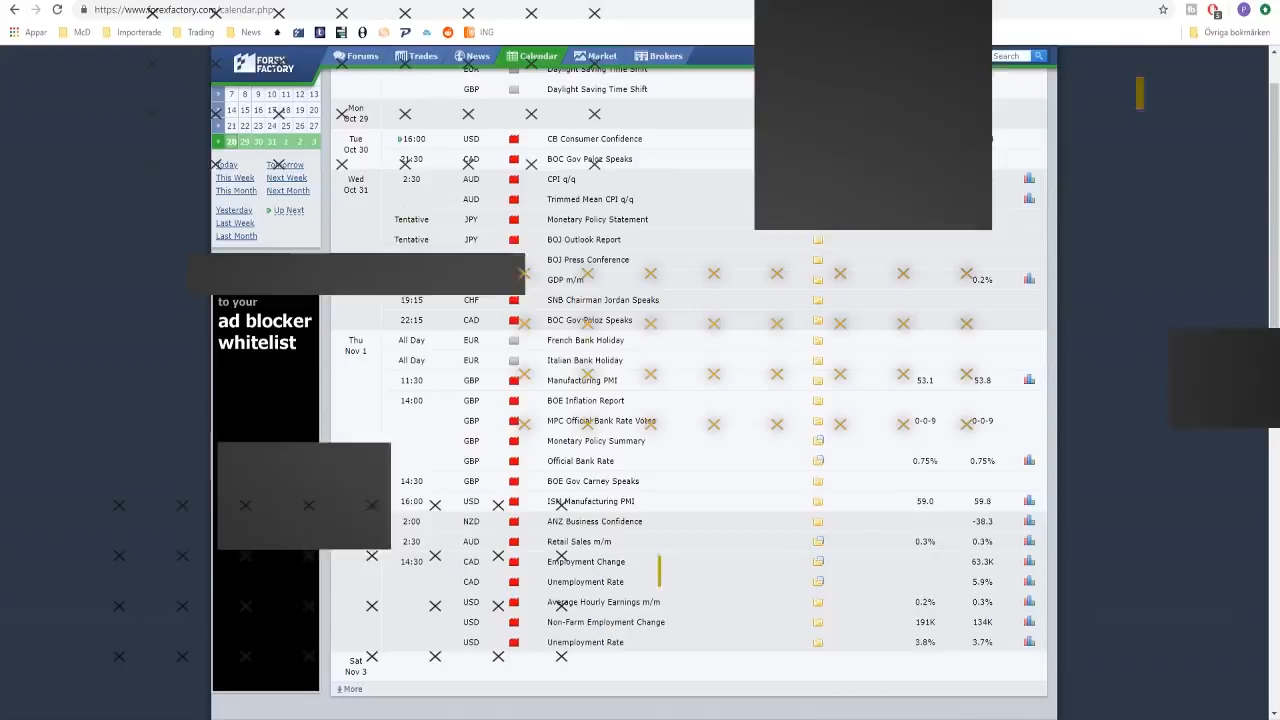 https://www.forexfactory.com/calendar.php
Appar McD Importerade Trading News ING Övriga bokmärken
FOREX FACTORY Forums Trades News Calendar Market Brokers Search
EUR Daylight Saving Time Shift
7 8 9 10 11 12 13
GBP Daylight Saving Time Shift
14 15 16 17 18 19 20
21 22 23 24 25 26 27
28 29 30 31 1 2 3
Today Tomorrow
This Week Next Week
This Month Next Month
Yesterday Up Next
Last Week
Last Month
to your
ad blocker
whitelist
Mon
Oct 29
Tue
Oct 30
16:00 USD CB Consumer Confidence
21:30 CAD BOC Gov Poloz Speaks
Wed
Oct 31
2:30 AUD CPI q/q
AUD Trimmed Mean CPI q/q
Tentative JPY Monetary Policy Statement
Tentative JPY BOJ Outlook Report
BOJ Press Conference
GDP m/m 0.2%
19:15 CHF SNB Chairman Jordan Speaks
22:15 CAD BOC Gov Poloz Speaks
Thu
Nov 1
All Day EUR French Bank Holiday
All Day EUR Italian Bank Holiday
11:30 GBP Manufacturing PMI 53.1 53.8
14:00 GBP BOE Inflation Report
GBP MPC Official Bank Rate Votes 0-0-9 0-0-9
GBP Monetary Policy Summary
GBP Official Bank Rate 0.75% 0.75%
14:30 GBP BOE Gov Carney Speaks
16:00 USD ISM Manufacturing PMI 59.0 59.8
2:00 NZD ANZ Business Confidence -38.3
2:30 AUD Retail Sales m/m 0.3% 0.3%
14:30 CAD Employment Change 63.3K
CAD Unemployment Rate 5.9%
USD Average Hourly Earnings m/m 0.2% 0.3%
USD Non-Farm Employment Change 191K 134K
USD Unemployment Rate 3.8% 3.7%
Sat
Nov 3
More